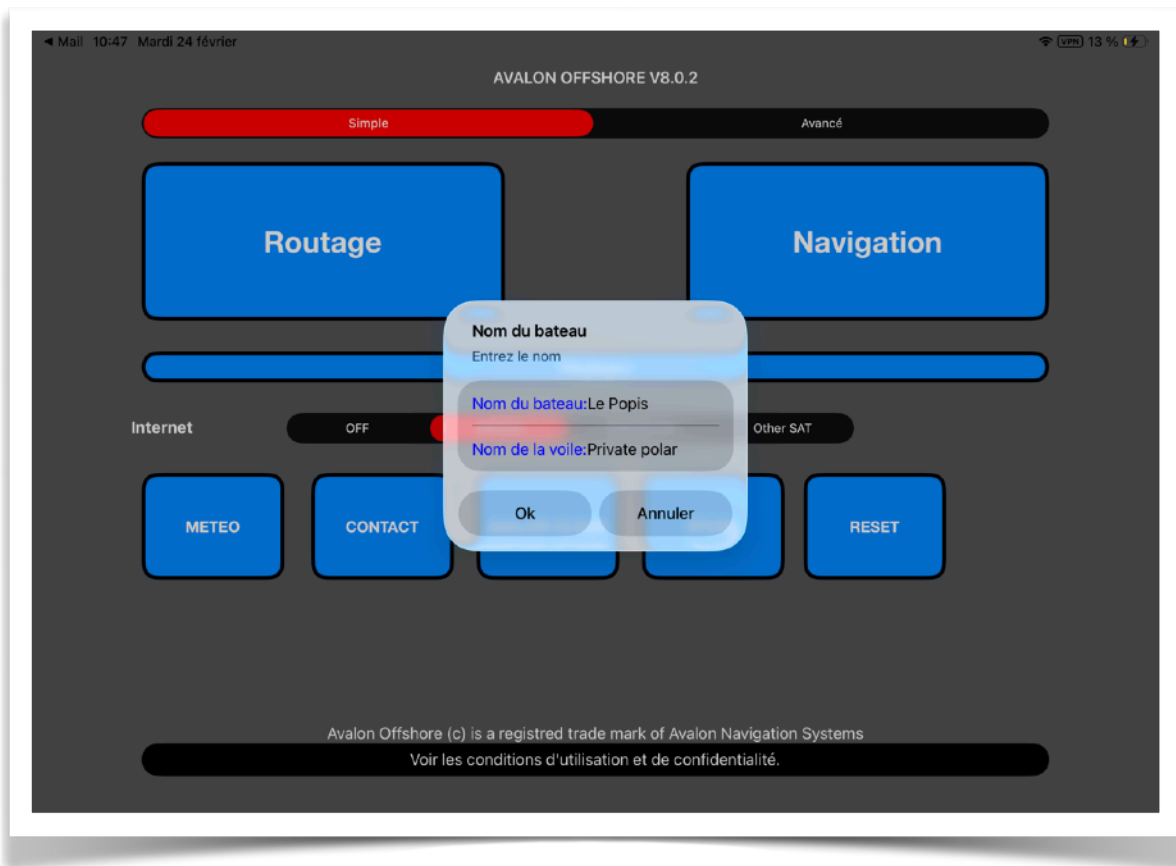 ◀ Mail 10:47 Mardi 24 février VPN 13 %
AVALON OFFSHORE V8.0.2
Simple Avancé
Routage Navigation
Nom du bateau
Entrez le nom
Nom du bateau:Le Popis
Internet OFF Other SAT
Nom de la voile:Private polar
Ok Annuler
METEO CONTACT RESET
Avalon Offshore (c) is a registred trade mark of Avalon Navigation Systems
Voir les conditions d'utilisation et de confidentialité.